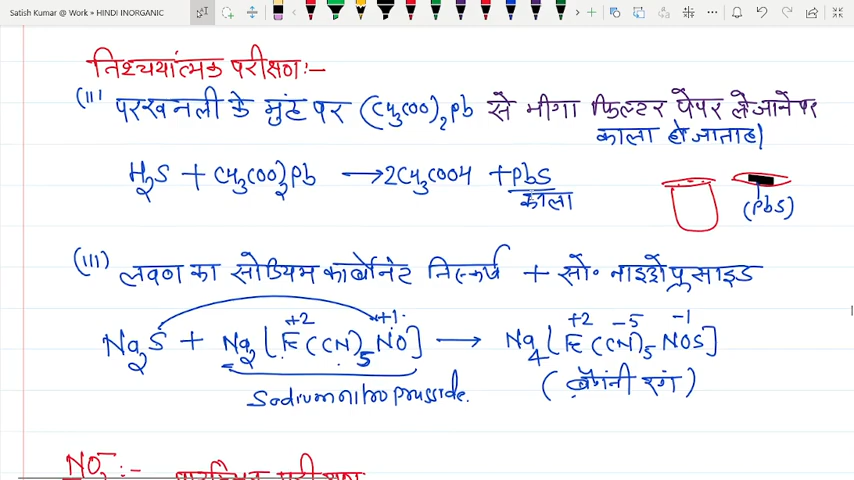 Satish Kumar @ Work » HINDI INORGANIC
निश्चयात्मक परीक्षण:-
(ii) परखनली के मुंह पर (CH₃COO)₂Pb से भीगा फिल्टर पेपर ले जाने पर
काला हो जाता है।
H₂S + (CH₃COO)₂Pb → 2CH₃COOH + PbS
काला
(PbS)
(iii) लवण का सोडियम कार्बोनेट निष्कर्ष + सो० नाइट्रोप्रुसाइड
+2 +1 +2 -5 -1
Na₂S + Na₂[Fe(CN)₅NO] → Na₄[Fe(CN)₅NOS]
Sodium nitroprusside. (बैंगनी रंग)
NO₂⁻ :-